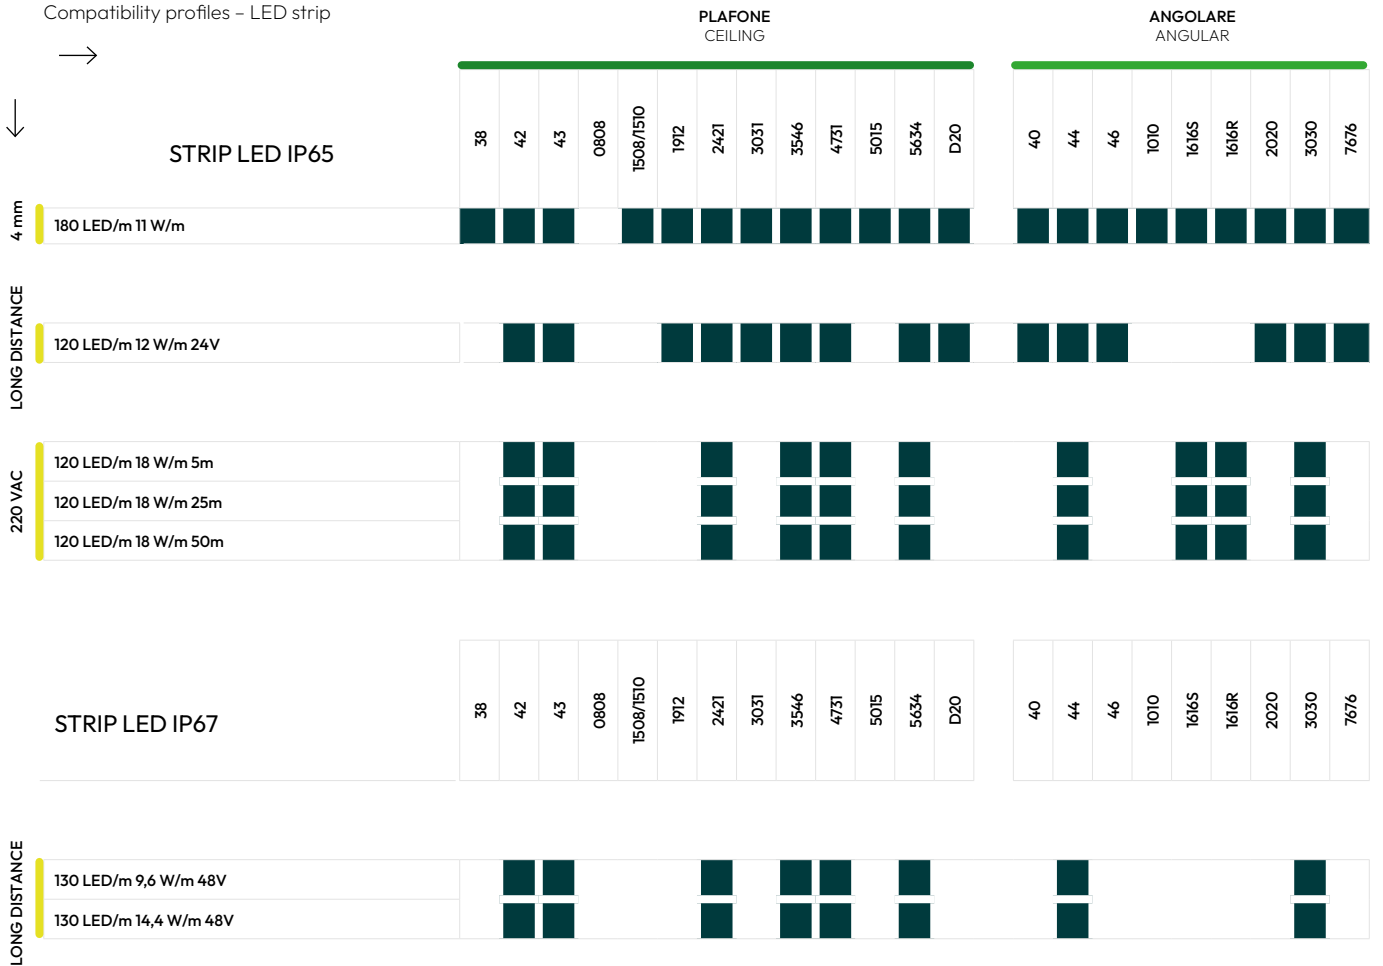 Compatibility profiles – LED strip
PLAFONE
CEILING
ANGOLARE
ANGULAR
STRIP LED IP65
38
42
43
0808
1508/1510
1912
2421
3031
3546
4731
5015
5634
D20
40
44
46
1010
1616S
1616R
2020
3030
7676
4 mm
180 LED/m 11 W/m
LONG DISTANCE
120 LED/m 12 W/m 24V
220 VAC
120 LED/m 18 W/m 5m
120 LED/m 18 W/m 25m
120 LED/m 18 W/m 50m
STRIP LED IP67
38
42
43
0808
1508/1510
1912
2421
3031
3546
4731
5015
5634
D20
40
44
46
1010
1616S
1616R
2020
3030
7676
LONG DISTANCE
130 LED/m 9,6 W/m 48V
130 LED/m 14,4 W/m 48V